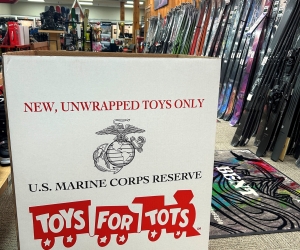 NEW, UNWRAPPED TOYS ONLY
U.S. MARINE CORPS RESERVE
TOYS FOR TOTS